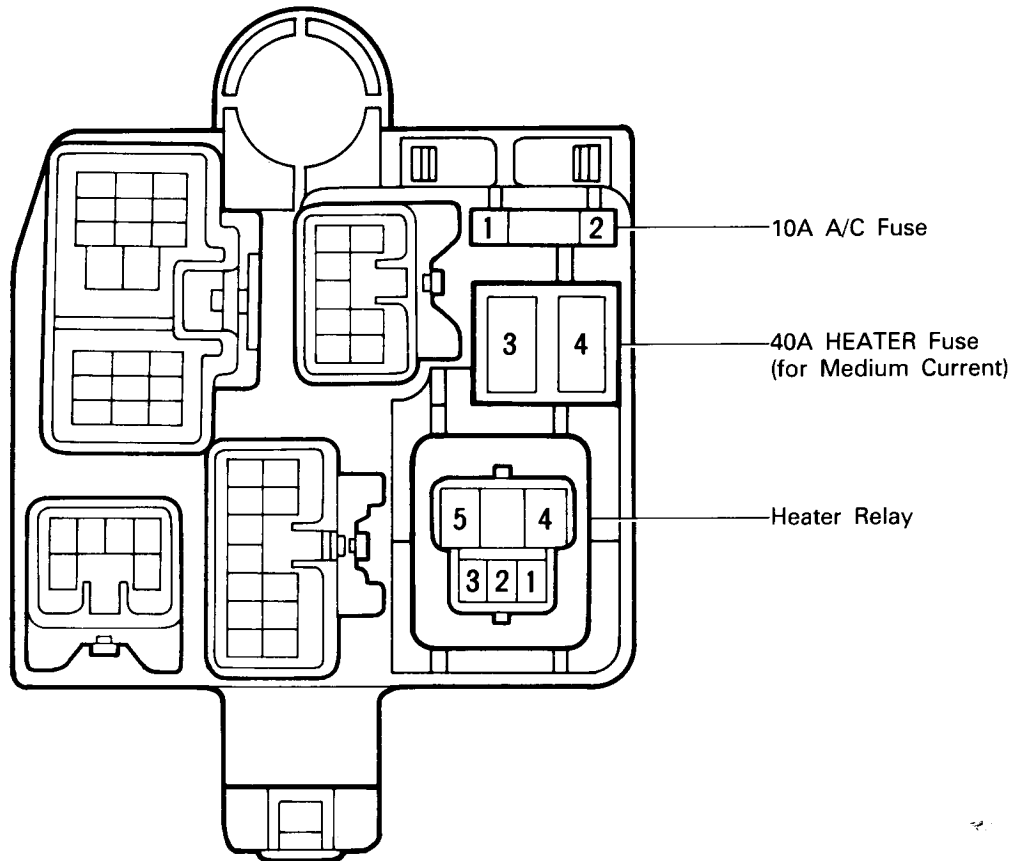 1 2
10A A/C Fuse
3 4
40A HEATER Fuse
(for Medium Current)
5 4
Heater Relay
3 2 1